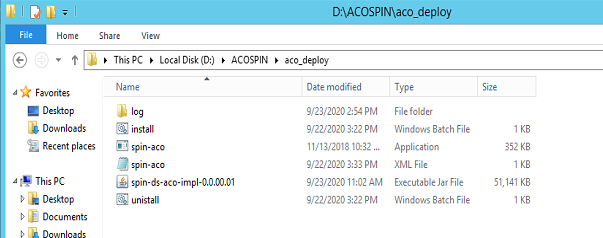 D:\ACOSPIN\aco_deploy
File Home Share View
This PC Local Disk (D:) ACOSPIN aco_deploy
Name Date modified Type Size
Favorites
Desktop
Downloads
Recent places
This PC
Desktop
Documents
Downloads
log 9/23/2020 2:54 PM File folder
install 9/22/2020 3:22 PM Windows Batch File 1 KB
spin-aco 11/13/2018 10:32 ... Application 352 KB
spin-aco 9/22/2020 3:33 PM XML File 1 KB
spin-ds-aco-impl-0.0.00.01 9/23/2020 11:02 AM Executable Jar File 51,141 KB
unistall 9/22/2020 3:22 PM Windows Batch File 1 KB